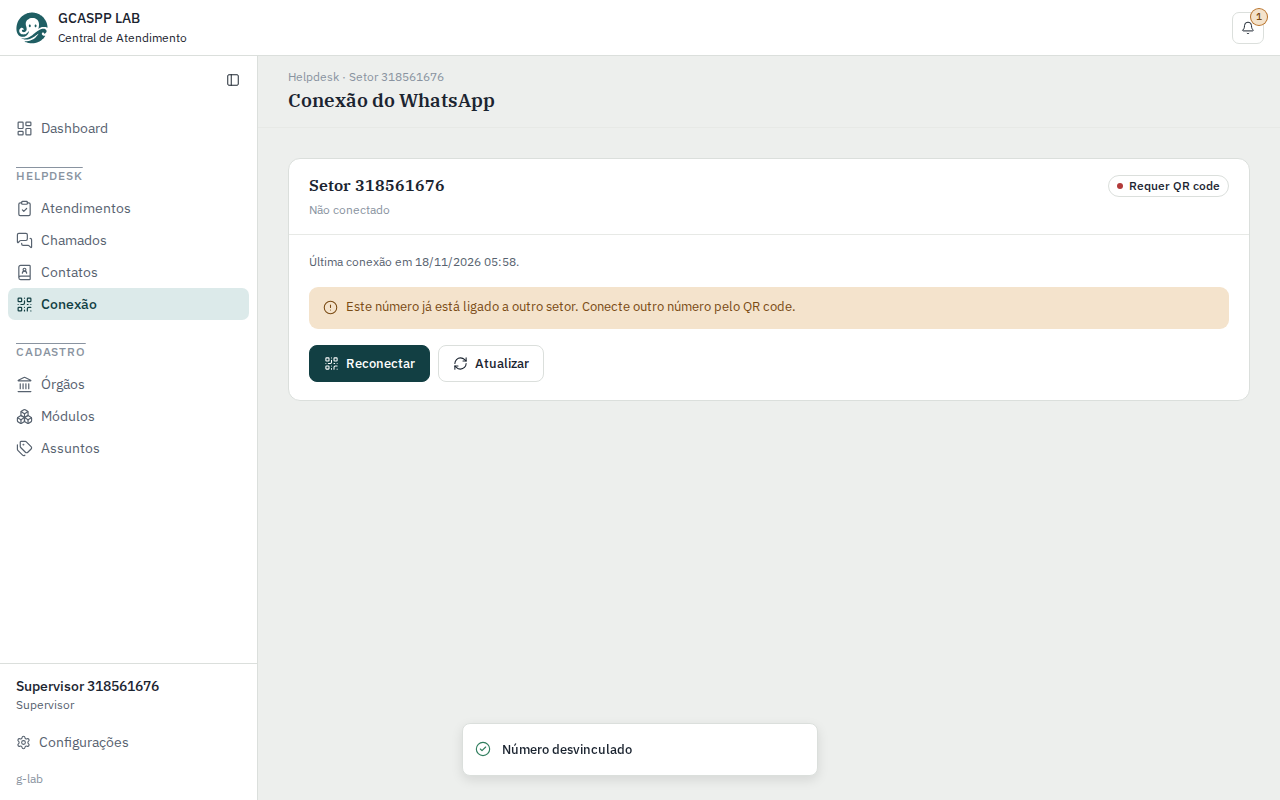 GCASPP LAB
Central de Atendimento
1
Dashboard
HELPDESK
Atendimentos
Chamados
Contatos
Conexão
CADASTRO
Órgãos
Módulos
Assuntos
Supervisor 318561676
Supervisor
Configurações
g-lab
Helpdesk · Setor 318561676
Conexão do WhatsApp
Setor 318561676
Requer QR code
Não conectado
Última conexão em 18/11/2026 05:58.
Este número já está ligado a outro setor. Conecte outro número pelo QR code.
Reconectar
Atualizar
Número desvinculado